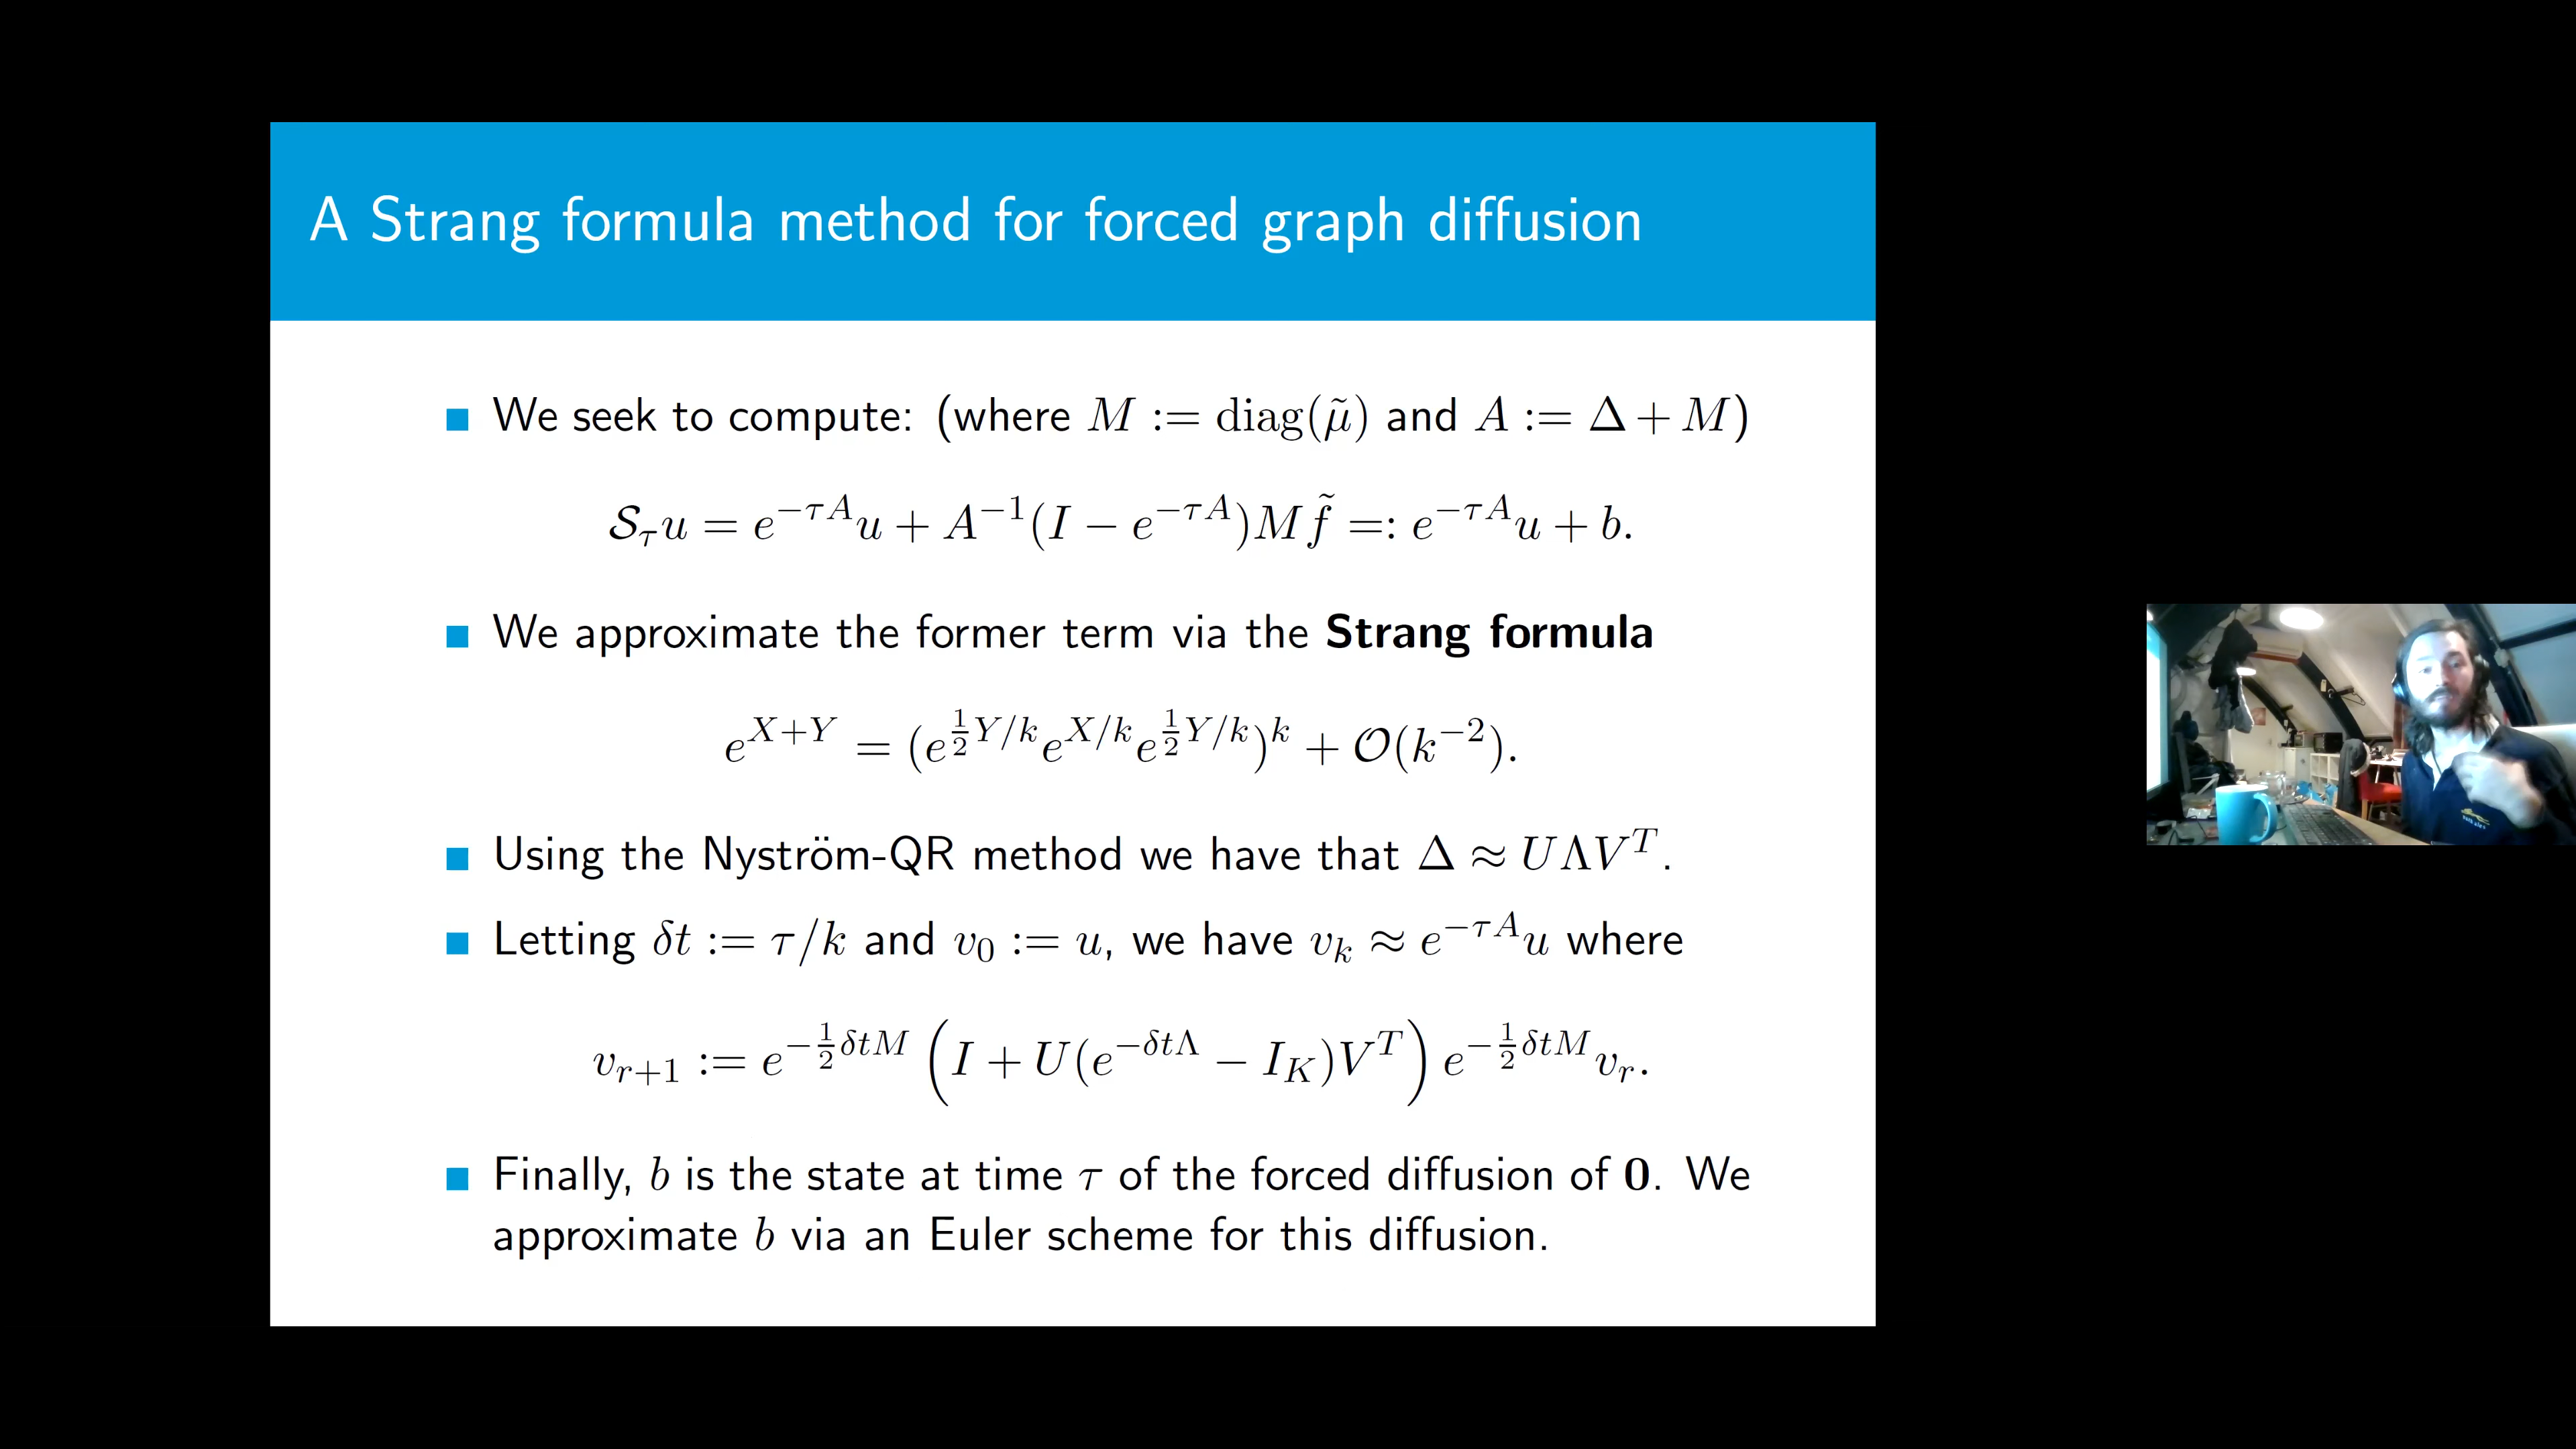 A Strang formula method for forced graph diffusion
We seek to compute: (where M := diag(μ̃) and A := Δ + M)
𝒮_τ u = e^{−τA}u + A^{−1}(I − e^{−τA})M f̃ =: e^{−τA}u + b.
We approximate the former term via the Strang formula
e^{X+Y} = (e^{½Y/k}e^{X/k}e^{½Y/k})^k + 𝒪(k^{−2}).
Using the Nyström-QR method we have that Δ ≈ UΛV^T.
Letting δt := τ/k and v_0 := u, we have v_k ≈ e^{−τA}u where
v_{r+1} := e^{−½δtM} (I + U(e^{−δtΛ} − I_K)V^T) e^{−½δtM} v_r.
Finally, b is the state at time τ of the forced diffusion of 0. We
approximate b via an Euler scheme for this diffusion.